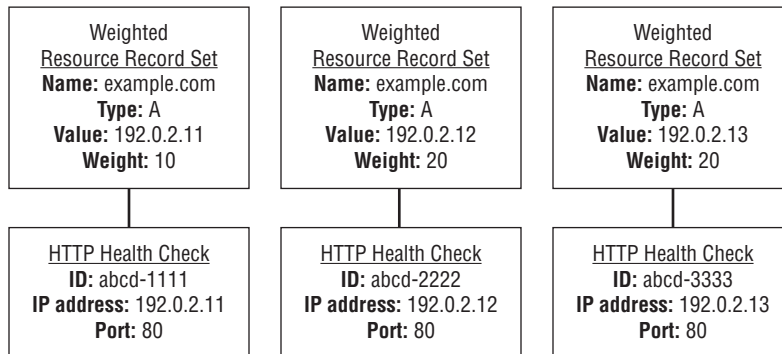 Weighted
Resource Record Set
Name: example.com
Type: A
Value: 192.0.2.11
Weight: 10
Weighted
Resource Record Set
Name: example.com
Type: A
Value: 192.0.2.12
Weight: 20
Weighted
Resource Record Set
Name: example.com
Type: A
Value: 192.0.2.13
Weight: 20
HTTP Health Check
ID: abcd-1111
IP address: 192.0.2.11
Port: 80
HTTP Health Check
ID: abcd-2222
IP address: 192.0.2.12
Port: 80
HTTP Health Check
ID: abcd-3333
IP address: 192.0.2.13
Port: 80